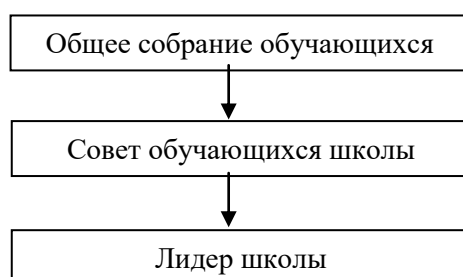 Общее собрание обучающихся
Совет обучающихся школы
Лидер школы